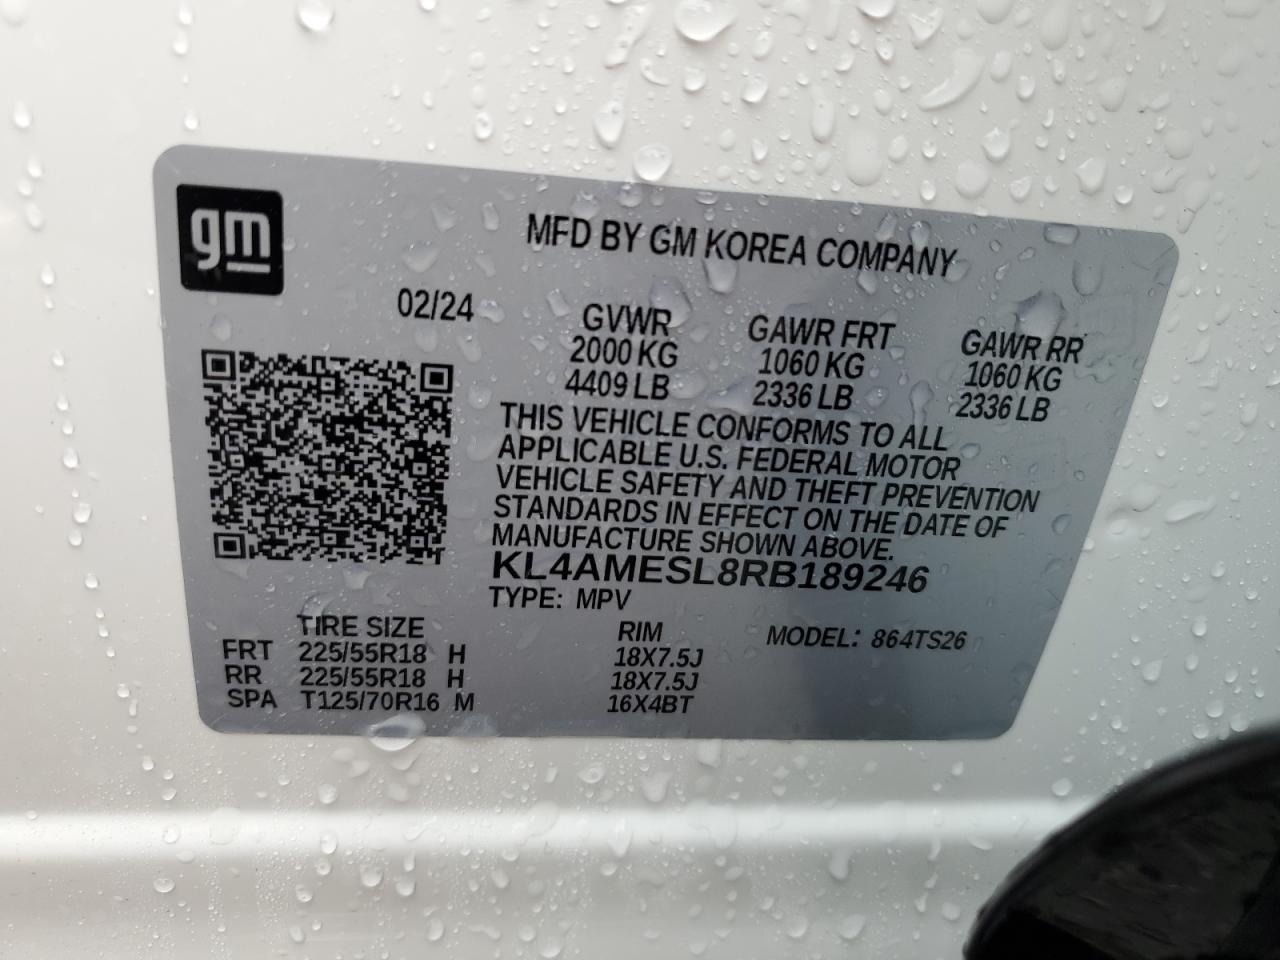 gm
MFD BY GM KOREA COMPANY
02/24
GVWR GAWR FRT GAWR RR
2000 KG 1060 KG 1060 KG
4409 LB 2336 LB 2336 LB
THIS VEHICLE CONFORMS TO ALL
APPLICABLE U.S. FEDERAL MOTOR
VEHICLE SAFETY AND THEFT PREVENTION
STANDARDS IN EFFECT ON THE DATE OF
MANUFACTURE SHOWN ABOVE.
KL4AMESL8RB189246
TYPE: MPV
TIRE SIZE RIM MODEL: 864TS26
FRT 225/55R18 H 18X7.5J
RR 225/55R18 H 18X7.5J
SPA T125/70R16 M 16X4BT